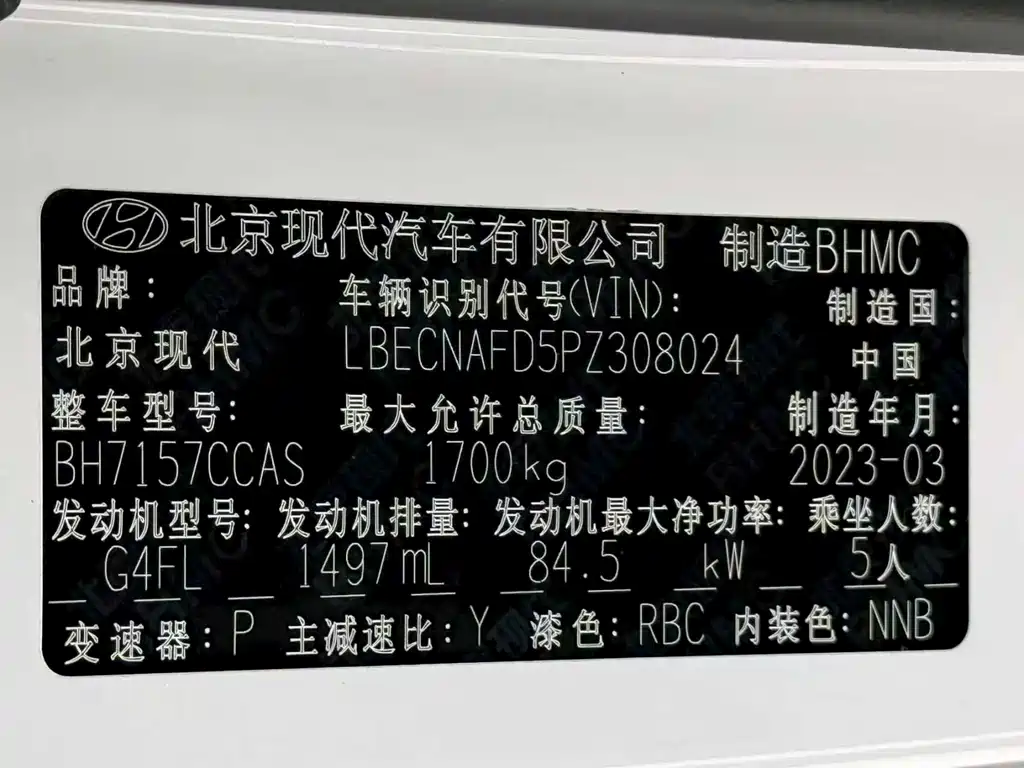 北京现代汽车有限公司 制造BHMC
品牌: 车辆识别代号(VIN): 制造国:
北京现代 LBECNAFD5PZ308024 中国
整车型号: 最大允许总质量: 制造年月:
BH7157CCAS 1700kg 2023-03
发动机型号: 发动机排量: 发动机最大净功率: 乘坐人数:
G4FL 1497mL 84.5 kW 5人
变速器: P 主减速比: Y 漆色: RBC 内装色: NNB